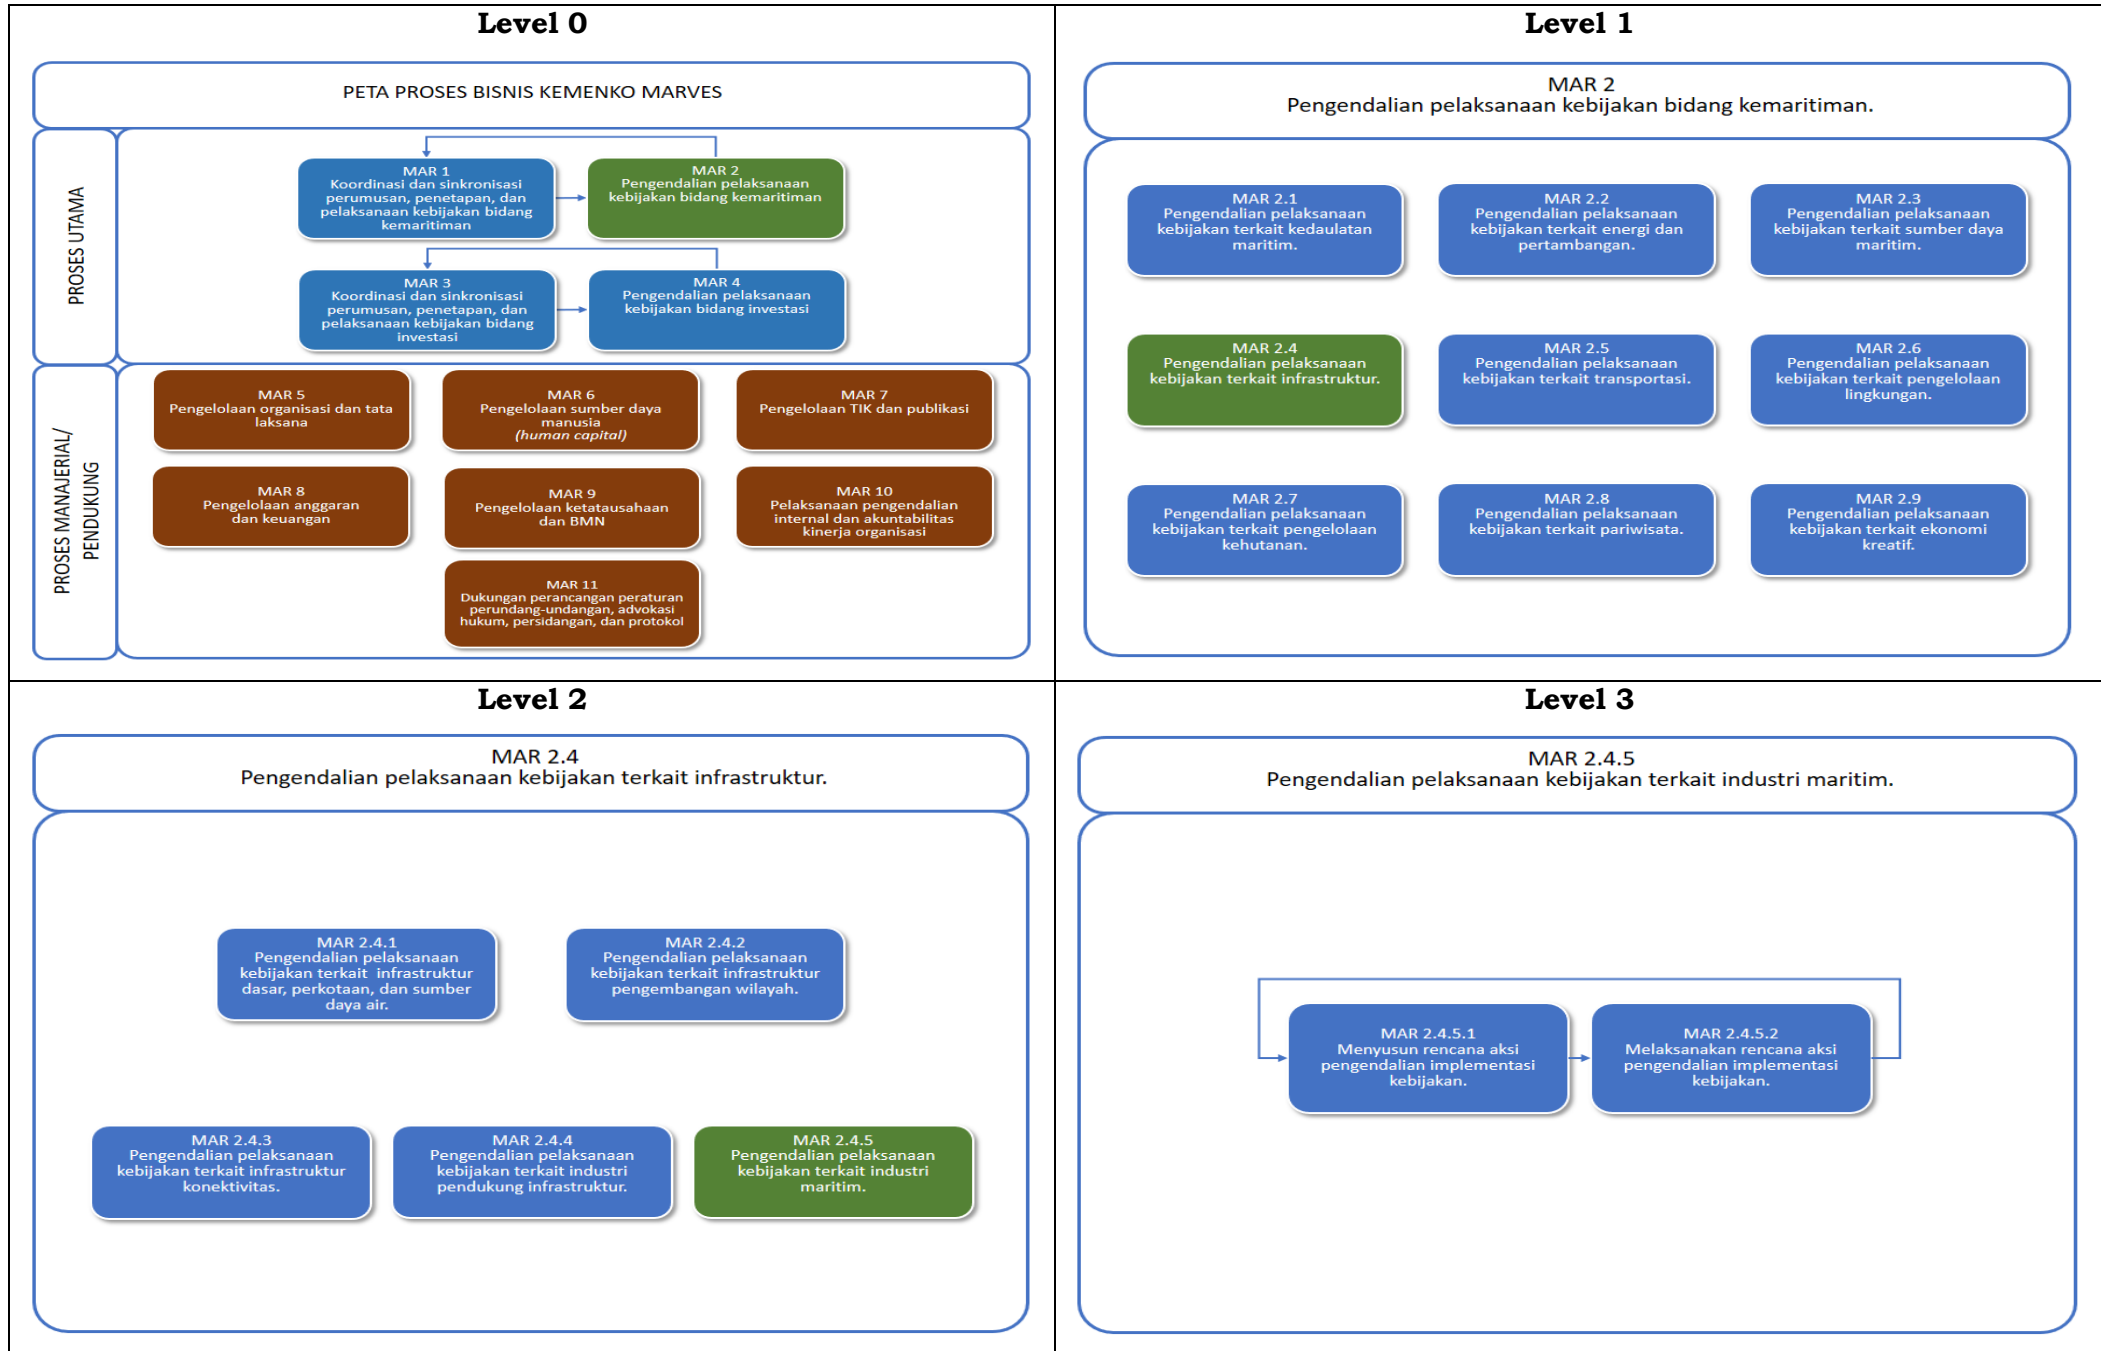 Level 0
PETA PROSES BISNIS KEMENKO MARVES
PROSES UTAMA
MAR 1
Koordinasi dan sinkronisasi
perumusan, penetapan, dan
pelaksanaan kebijakan bidang
kemaritiman
MAR 2
Pengendalian pelaksanaan
kebijakan bidang kemaritiman
MAR 3
Koordinasi dan sinkronisasi
perumusan, penetapan, dan
pelaksanaan kebijakan bidang
investasi
MAR 4
Pengendalian pelaksanaan
kebijakan bidang investasi
PROSES MANAJERIAL/
PENDUKUNG
MAR 5
Pengelolaan organisasi dan tata
laksana
MAR 6
Pengelolaan sumber daya
manusia
(human capital)
MAR 7
Pengelolaan TIK dan publikasi
MAR 8
Pengelolaan anggaran
dan keuangan
MAR 9
Pengelolaan ketatausahaan
dan BMN
MAR 10
Pelaksanaan pengendalian
internal dan akuntabilitas
kinerja organisasi
MAR 11
Dukungan perancangan peraturan
perundang-undangan, advokasi
hukum, persidangan, dan protokol
Level 1
MAR 2
Pengendalian pelaksanaan kebijakan bidang kemaritiman.
MAR 2.1
Pengendalian pelaksanaan
kebijakan terkait kedaulatan
maritim.
MAR 2.2
Pengendalian pelaksanaan
kebijakan terkait energi dan
pertambangan.
MAR 2.3
Pengendalian pelaksanaan
kebijakan terkait sumber daya
maritim.
MAR 2.4
Pengendalian pelaksanaan
kebijakan terkait infrastruktur.
MAR 2.5
Pengendalian pelaksanaan
kebijakan terkait transportasi.
MAR 2.6
Pengendalian pelaksanaan
kebijakan terkait pengelolaan
lingkungan.
MAR 2.7
Pengendalian pelaksanaan
kebijakan terkait pengelolaan
kehutanan.
MAR 2.8
Pengendalian pelaksanaan
kebijakan terkait pariwisata.
MAR 2.9
Pengendalian pelaksanaan
kebijakan terkait ekonomi
kreatif.
Level 2
MAR 2.4
Pengendalian pelaksanaan kebijakan terkait infrastruktur.
MAR 2.4.1
Pengendalian pelaksanaan
kebijakan terkait infrastruktur
dasar, perkotaan, dan sumber
daya air.
MAR 2.4.2
Pengendalian pelaksanaan
kebijakan terkait infrastruktur
pengembangan wilayah.
MAR 2.4.3
Pengendalian pelaksanaan
kebijakan terkait infrastruktur
konektivitas.
MAR 2.4.4
Pengendalian pelaksanaan
kebijakan terkait industri
pendukung infrastruktur.
MAR 2.4.5
Pengendalian pelaksanaan
kebijakan terkait industri
maritim.
Level 3
MAR 2.4.5
Pengendalian pelaksanaan kebijakan terkait industri maritim.
MAR 2.4.5.1
Menyusun rencana aksi
pengendalian implementasi
kebijakan.
MAR 2.4.5.2
Melaksanakan rencana aksi
pengendalian implementasi
kebijakan.